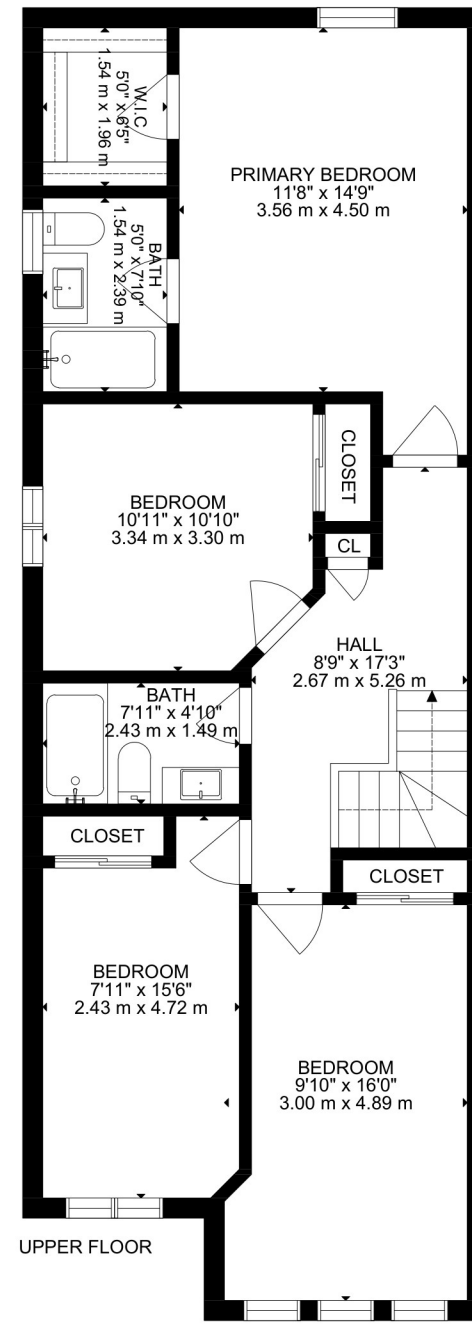 W.I.C
5'0" x 6'5"
1.54 m x 1.96 m
PRIMARY BEDROOM
11'8" x 14'9"
3.56 m x 4.50 m
BATH
5'0" x 7'10"
1.54 m x 2.39 m
BEDROOM
10'11" x 10'10"
3.34 m x 3.30 m
CLOSET
CL
HALL
8'9" x 17'3"
2.67 m x 5.26 m
BATH
7'11" x 4'10"
2.43 m x 1.49 m
CLOSET
CLOSET
BEDROOM
7'11" x 15'6"
2.43 m x 4.72 m
BEDROOM
9'10" x 16'0"
3.00 m x 4.89 m
UPPER FLOOR